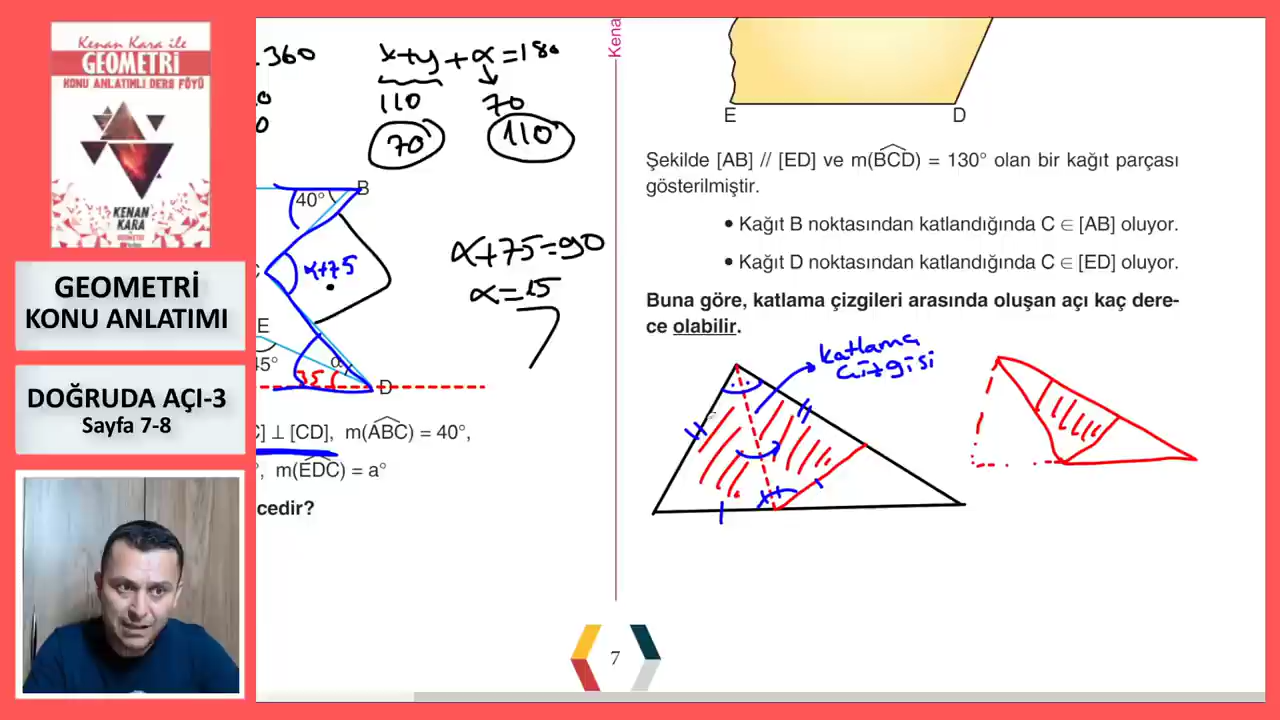 Kenan Kara ile
GEOMETRİ
KONU ANLATIMLI DERS FÖYÜ
KENAN
KARA
GEOMETRİ
KONU ANLATIMI
DOĞRUDA AÇI-3
Sayfa 7-8
360
x+y+α=180
110
70
70
110
B
40°
α+75
α+75=90
α=15
E
45°
α
35
D
C] ⊥ [CD], m(ABC) = 40°,
°, m(EDC) = a°
cedir?
Kena
E
D
Şekilde [AB] // [ED] ve m(BCD) = 130° olan bir kağıt parçası
gösterilmiştir.
• Kağıt B noktasından katlandığında C ∈ [AB] oluyor.
• Kağıt D noktasından katlandığında C ∈ [ED] oluyor.
Buna göre, katlama çizgileri arasında oluşan açı kaç dere-
ce olabilir.
katlama
çizgisi
7